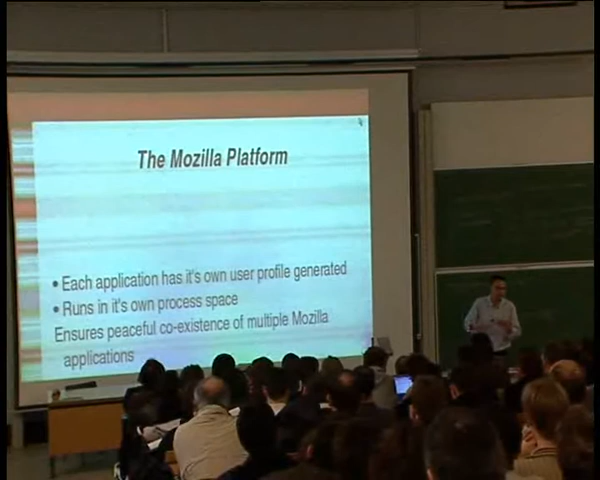 The Mozilla Platform
• Each application has it's own user profile generated
• Runs in it's own process space
Ensures peaceful co-existence of multiple Mozilla
applications